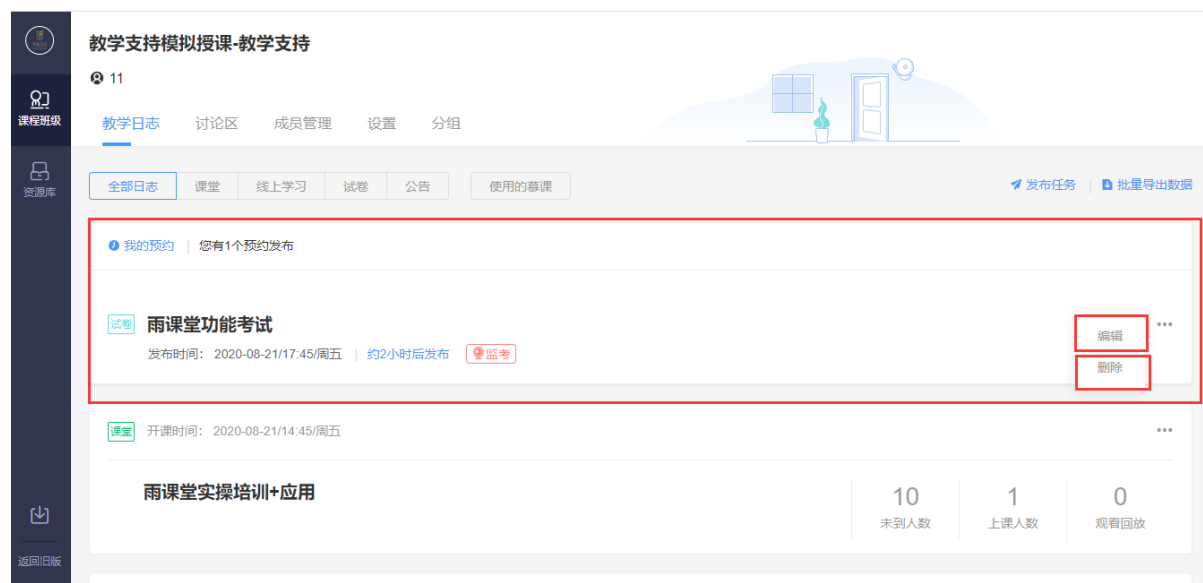 教学支持模拟授课-教学支持
11
课程班级
教学日志 讨论区 成员管理 设置 分组
资源库
全部日志 课堂 线上学习 试卷 公告 使用的慕课 发布任务 | 批量导出数据
我的预约 | 您有1个预约发布
试卷 雨课堂功能考试 •••
编辑
发布时间: 2020-08-21/17:45/周五 | 约2小时后发布 监考
删除
课堂 开课时间: 2020-08-21/14:45/周五 •••
雨课堂实操培训+应用
10 1 0
未到人数 上课人数 观看回放
返回旧版